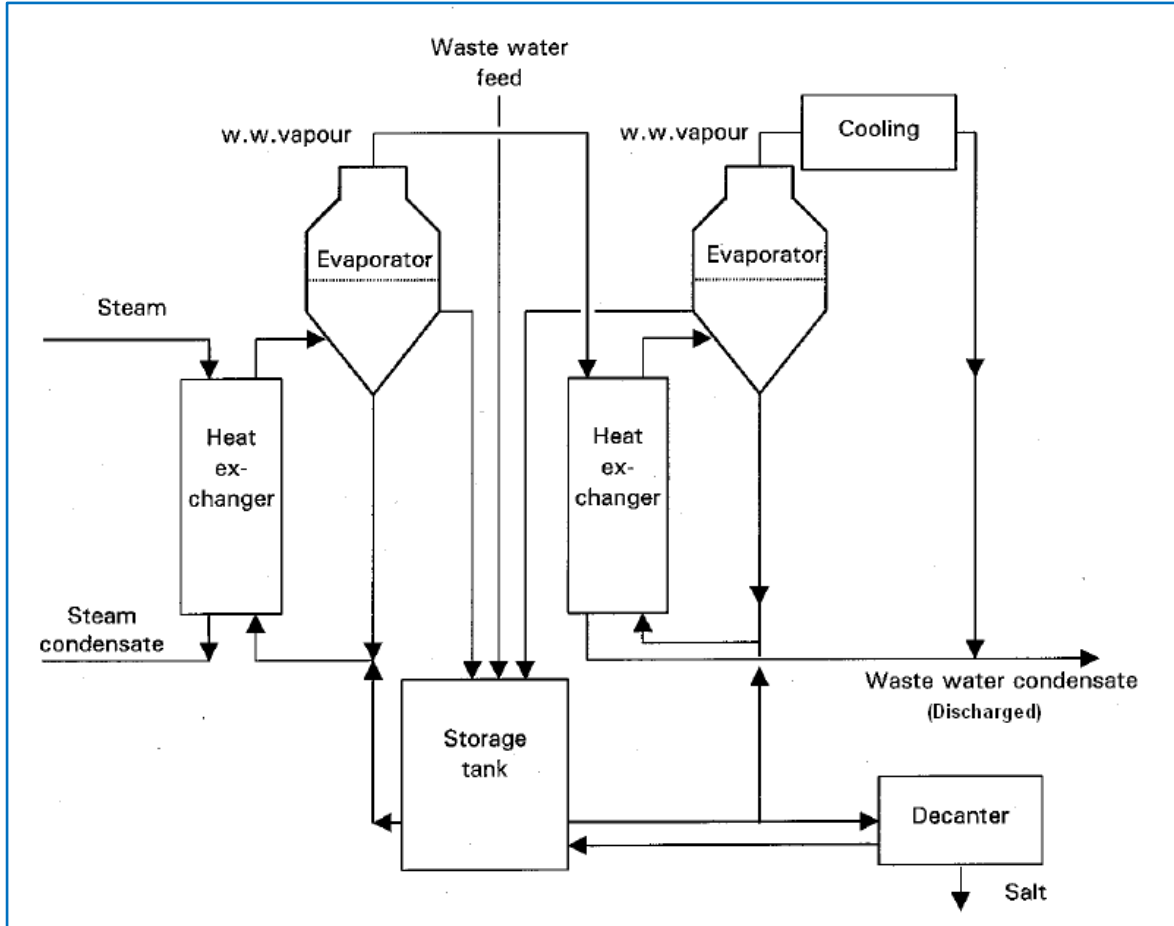 Waste water
feed
w.w.vapour
w.w.vapour
Cooling
Evaporator
Evaporator
Steam
Heat
ex-
changer
Heat
ex-
changer
Steam
condensate
Waste water condensate
(Discharged)
Storage
tank
Decanter
Salt